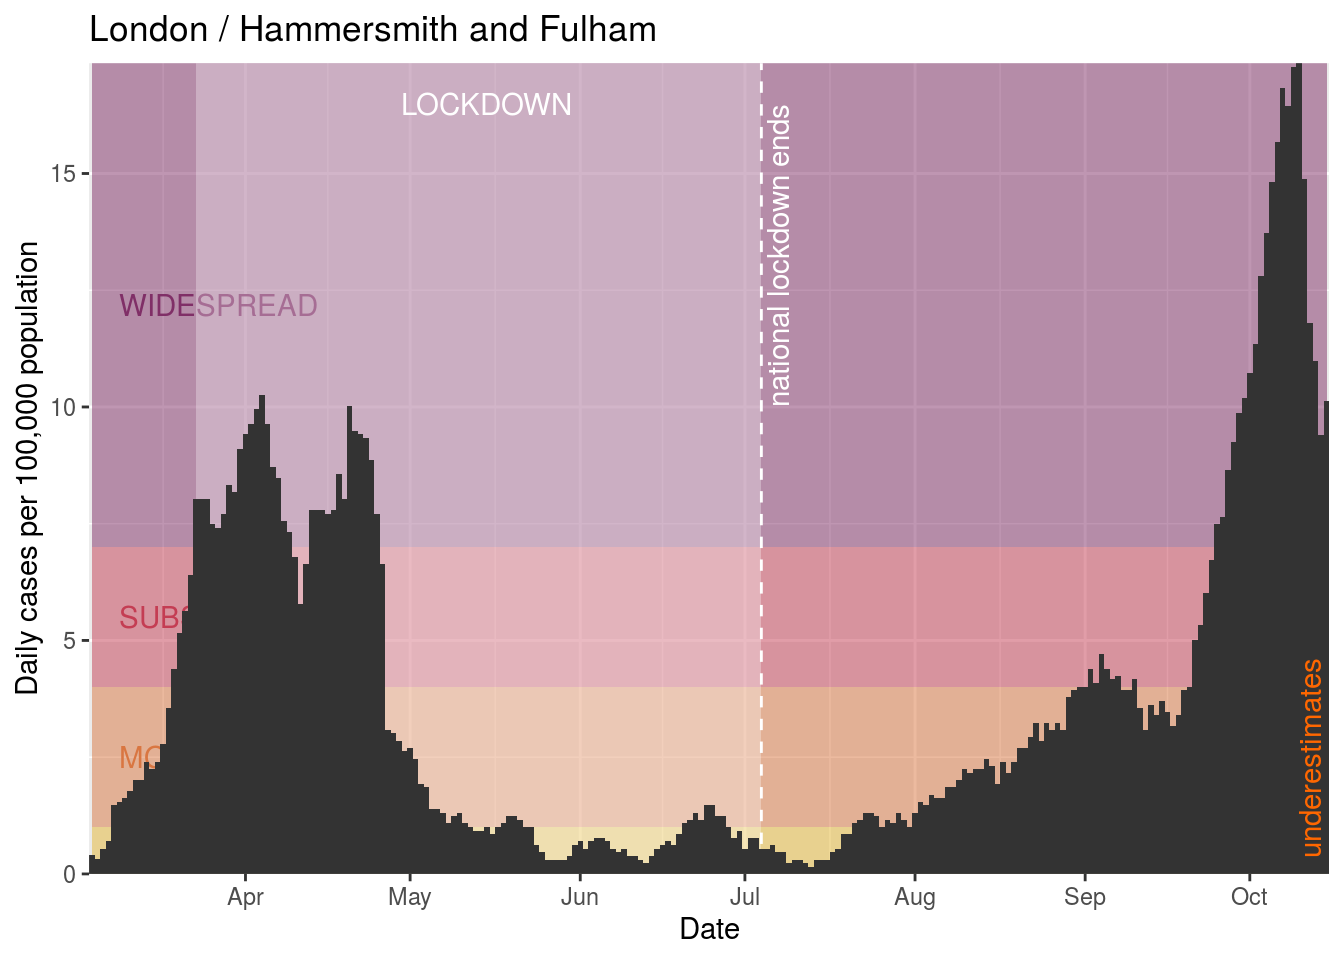 London / Hammersmith and Fulham
LOCKDOWN
national lockdown ends
WIDESPREAD
underestimates
Daily cases per 100,000 population
15
10
5
0
Apr
May
Jun
Jul
Aug
Sep
Oct
Date